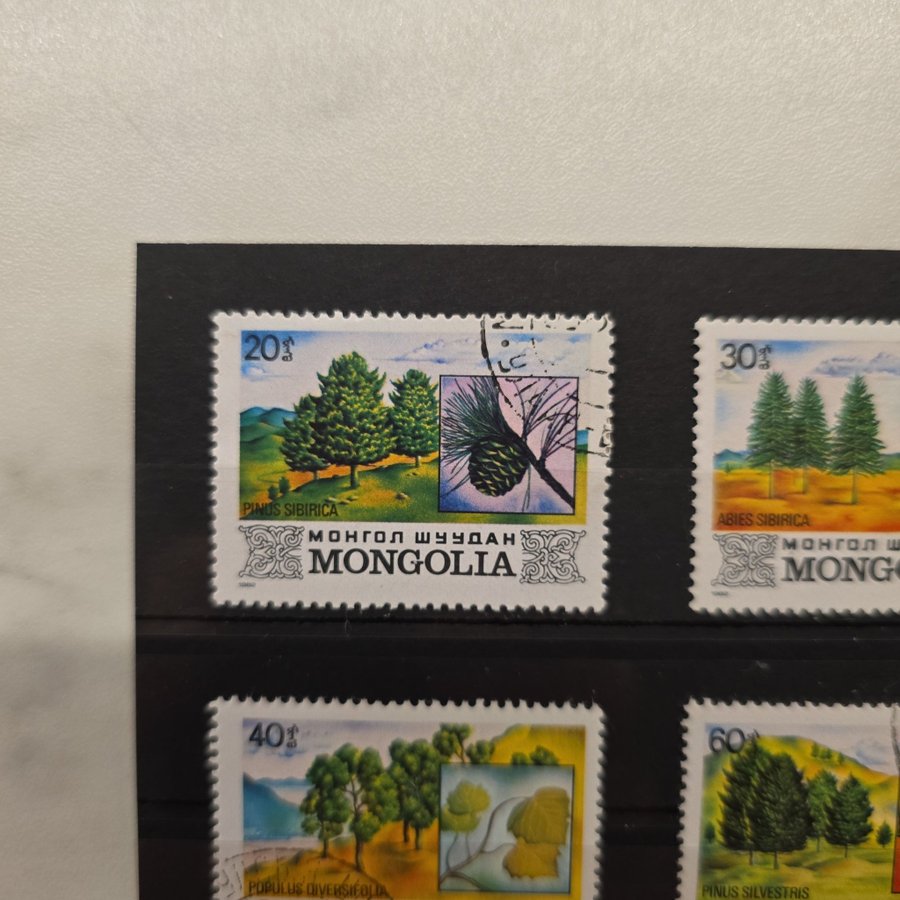 20
PINUS SIBIRICA
МОНГОЛ ШУУДАН
MONGOLIA
30
ABIES SIBIRICA
МОНГОЛ Ш
MONGO
40
POPULUS DIVERSIFOLIA
60
PINUS SILVESTRIS